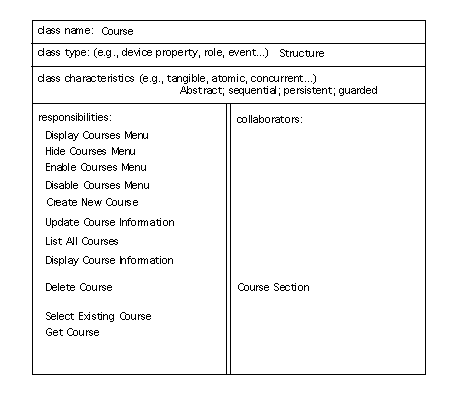 class name: Course
class type: (e.g., device property, role, event...) Structure
class characteristics (e.g., tangible, atomic, concurrent...)
Abstract; sequential; persistent; guarded
responsibilities:
Display Courses Menu
Hide Courses Menu
Enable Courses Menu
Disable Courses Menu
Create New Course
Update Course Information
List All Courses
Display Course Information
Delete Course
Select Existing Course
Get Course
collaborators:
Course Section